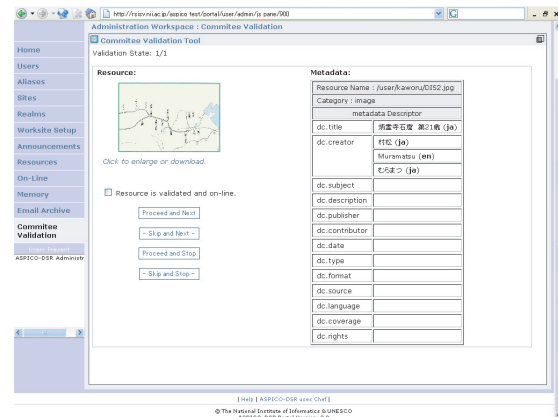 http://rsisv.nii.ac.jp/aspico test/portal/user/admin/js pane/900
Administration Workspace : Commitee Validation
Commitee Validation Tool
Validation State: 1/1
Home
Users
Aliases
Sites
Realms
Worksite Setup
Announcements
Resources
On-Line
Memory
Email Archive
Commitee
Validation
Users Present
ASPICO-DSR Administr
Resource:
Click to enlarge or download.
Resource is validated and on-line.
Proceed and Next
- Skip and Next -
Proceed and Stop
- Skip and Stop -
Metadata:
Resource Name : /user/kaworu/DIS2.jpg
Category : image
metadata Descriptor
dc.title 炳霊寺石窟 第21龕 (ja)
dc.creator 村松 (ja)
Muramatsu (en)
むらまつ (ja)
dc.subject
dc.description
dc.publisher
dc.contributor
dc.date
dc.type
dc.format
dc.source
dc.language
dc.coverage
dc.rights
| Help | ASPICO-DSR uses Chef |
© The National Institute of Informatics & UNESCO